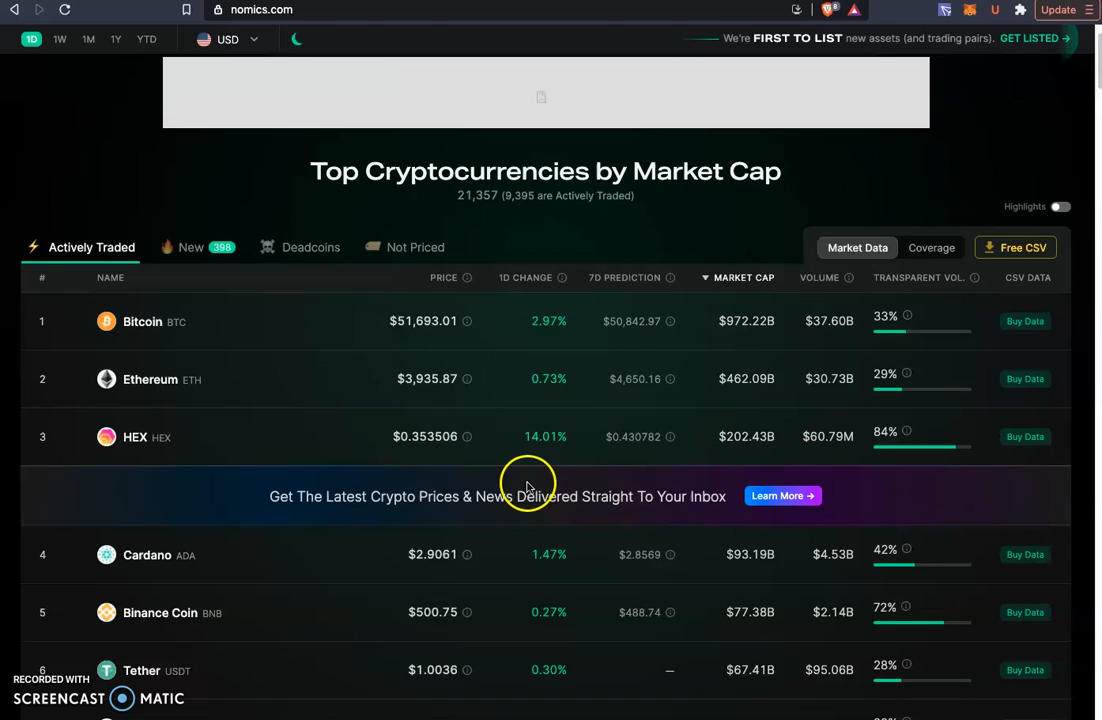 nomics.com
8
U
Update
1D 1W 1M 1Y YTD USD
We're FIRST TO LIST new assets (and trading pairs). GET LISTED →
Top Cryptocurrencies by Market Cap
21,357 (9,395 are Actively Traded)
Highlights
Actively Traded New 398 Deadcoins Not Priced Market Data Coverage Free CSV
# NAME PRICE 1D CHANGE 7D PREDICTION ▼ MARKET CAP VOLUME TRANSPARENT VOL. CSV DATA
1 Bitcoin BTC $51,693.01 2.97% $50,842.97 $972.22B $37.60B 33% Buy Data
2 Ethereum ETH $3,935.87 0.73% $4,650.16 $462.09B $30.73B 29% Buy Data
3 HEX HEX $0.353506 14.01% $0.430782 $202.43B $60.79M 84% Buy Data
Get The Latest Crypto Prices & News Delivered Straight To Your Inbox Learn More →
4 Cardano ADA $2.9061 1.47% $2.8569 $93.19B $4.53B 42% Buy Data
5 Binance Coin BNB $500.75 0.27% $488.74 $77.38B $2.14B 72% Buy Data
6 Tether USDT $1.0036 0.30% — $67.41B $95.06B 28% Buy Data
RECORDED WITH
SCREENCAST MATIC